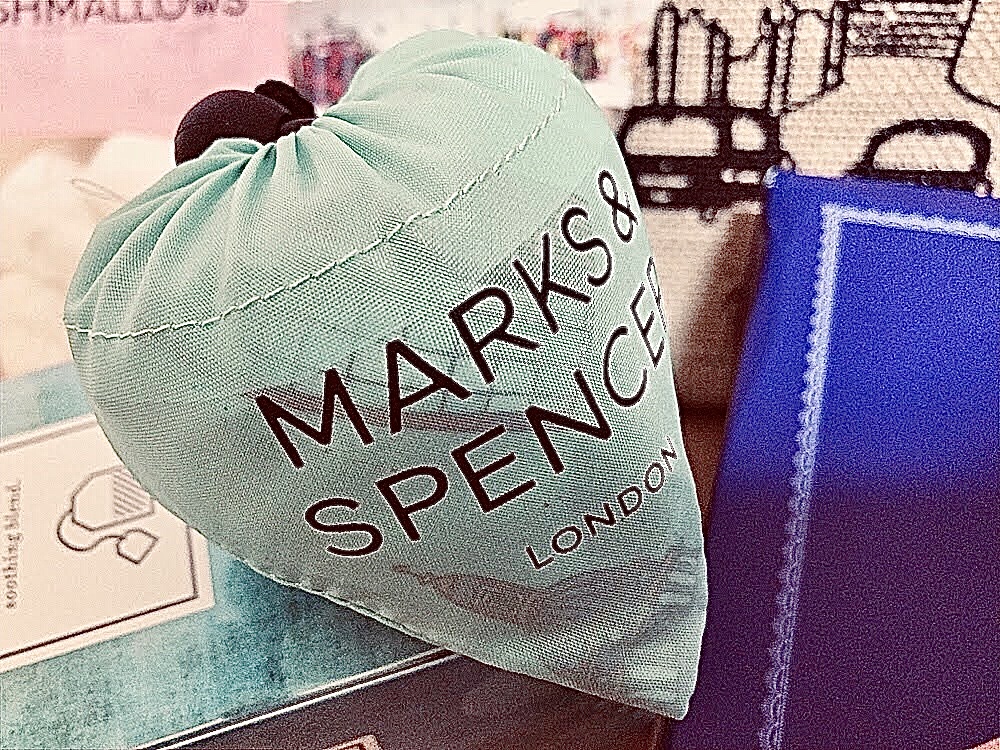 SHMALLOWS
MARKS &
SPENCER
LONDON
soothing blend.